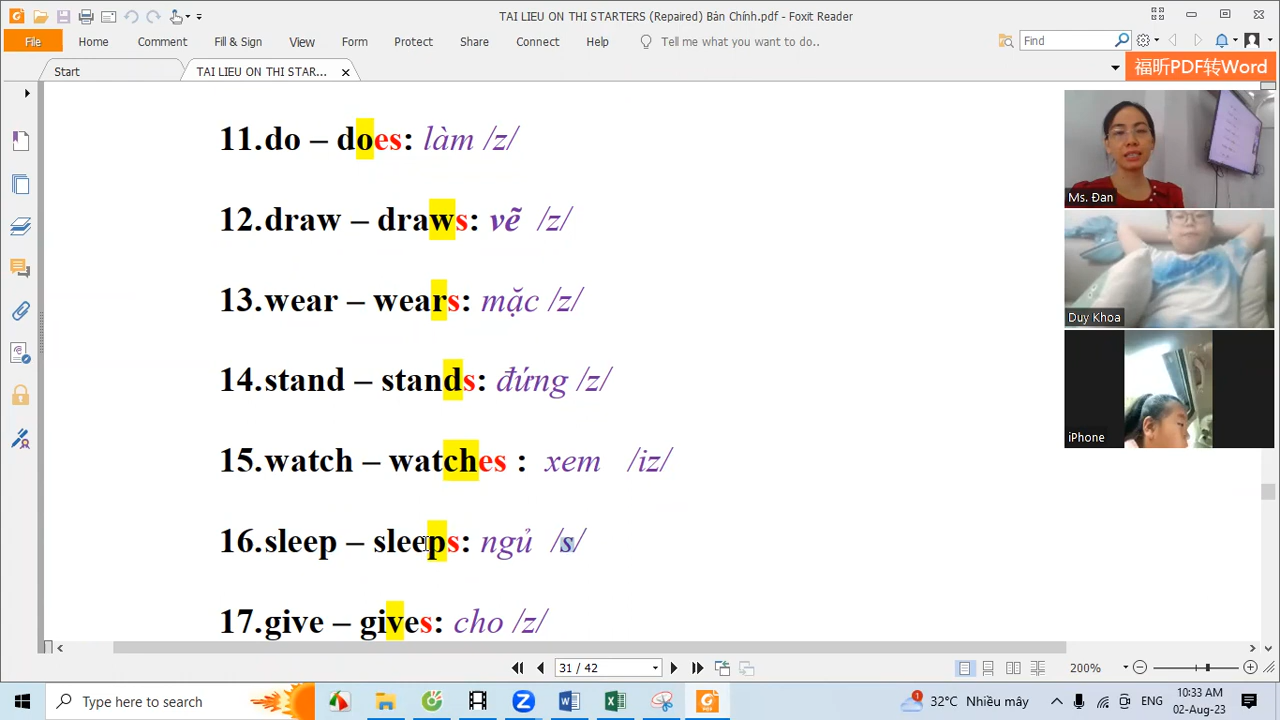 TAI LIEU ON THI STARTERS (Repaired) Bản Chính.pdf - Foxit Reader
File Home Comment Fill & Sign View Form Protect Share Connect Help Tell me what you want to do.. Find
Start TAI LIEU ON THI STAR... 福昕PDF转Word
11.do – does: làm /z/
12.draw – draws: vẽ /z/
13.wear – wears: mặc /z/
14.stand – stands: đứng /z/
15.watch – watches : xem /iz/
16.sleep – sleeps: ngủ /s/
17.give – gives: cho /z/
Ms. Đan
Duy Khoa
iPhone
31 / 42 200%
Type here to search 32°C Nhiều mây ENG 10:33 AM
02-Aug-23